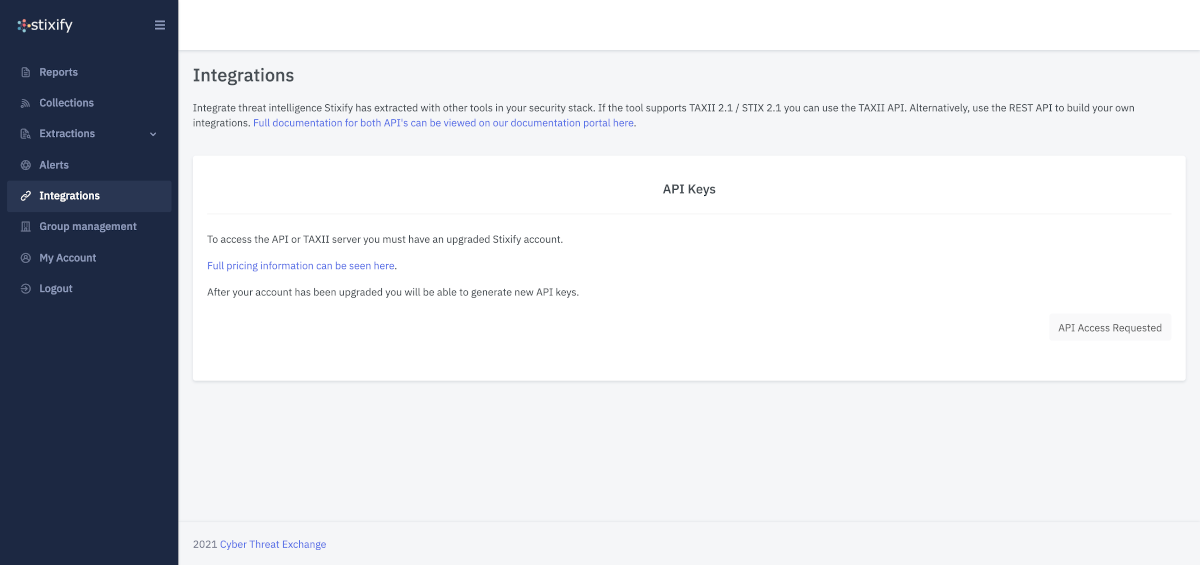 stixify
Reports
Collections
Extractions
Alerts
Integrations
Group management
My Account
Logout
Integrations
Integrate threat intelligence Stixify has extracted with other tools in your security stack. If the tool supports TAXII 2.1 / STIX 2.1 you can use the TAXII API. Alternatively, use the REST API to build your own
integrations. Full documentation for both API's can be viewed on our documentation portal here.
API Keys
To access the API or TAXII server you must have an upgraded Stixify account.
Full pricing information can be seen here.
After your account has been upgraded you will be able to generate new API keys.
API Access Requested
2021 Cyber Threat Exchange